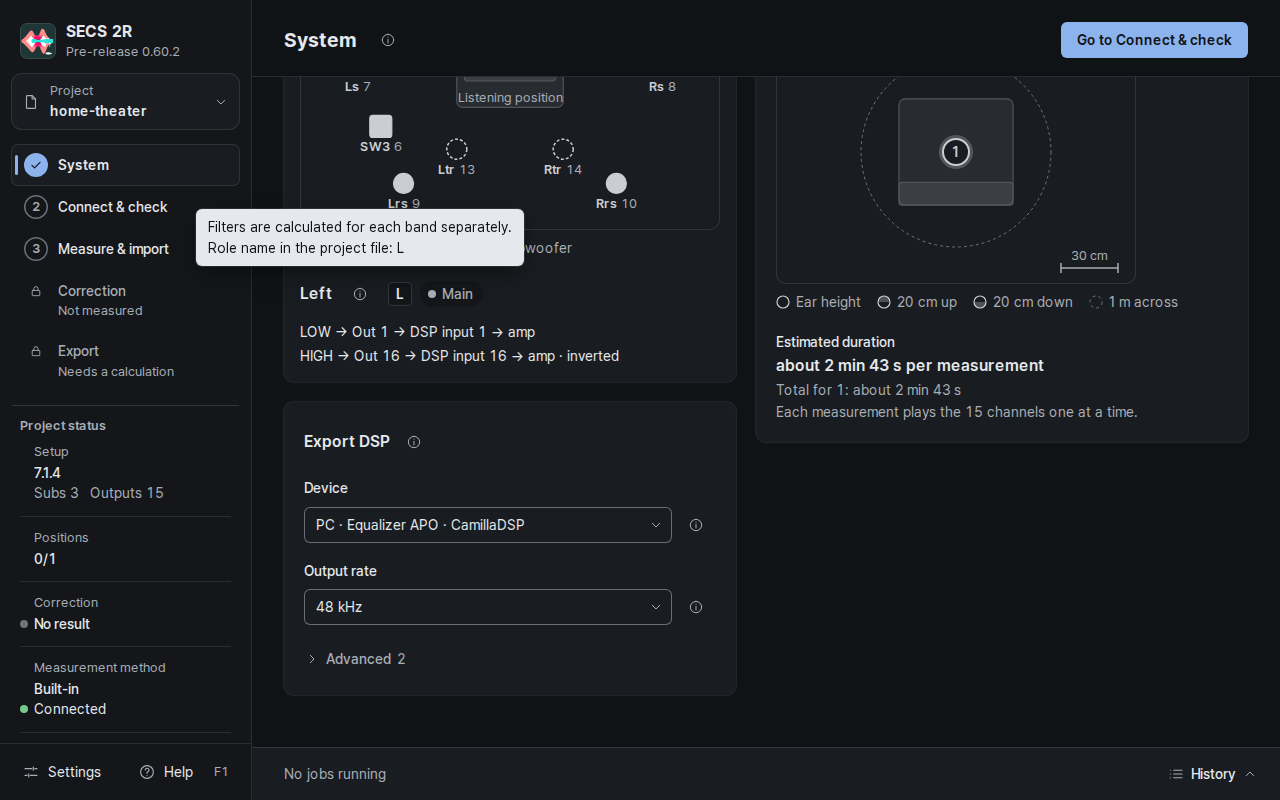 SECS 2R
Pre-release 0.60.2
Project
home-theater
System
2 Connect & check
3 Measure & import
Correction
Not measured
Export
Needs a calculation
Project status
Setup
7.1.4
Subs 3 Outputs 15
Positions
0/1
Correction
No result
Measurement method
Built-in
Connected
Settings
Help F1
System
Go to Connect & check
Ls 7
Listening position
Rs 8
SW3 6
Ltr 13
Rtr 14
Lrs 9
Rrs 10
Filters are calculated for each band separately.
Role name in the project file: L
woofer
Left L Main
LOW → Out 1 → DSP input 1 → amp
HIGH → Out 16 → DSP input 16 → amp · inverted
Export DSP
Device
PC · Equalizer APO · CamillaDSP
Output rate
48 kHz
Advanced 2
1
30 cm
Ear height 20 cm up 20 cm down 1 m across
Estimated duration
about 2 min 43 s per measurement
Total for 1: about 2 min 43 s
Each measurement plays the 15 channels one at a time.
No jobs running
History